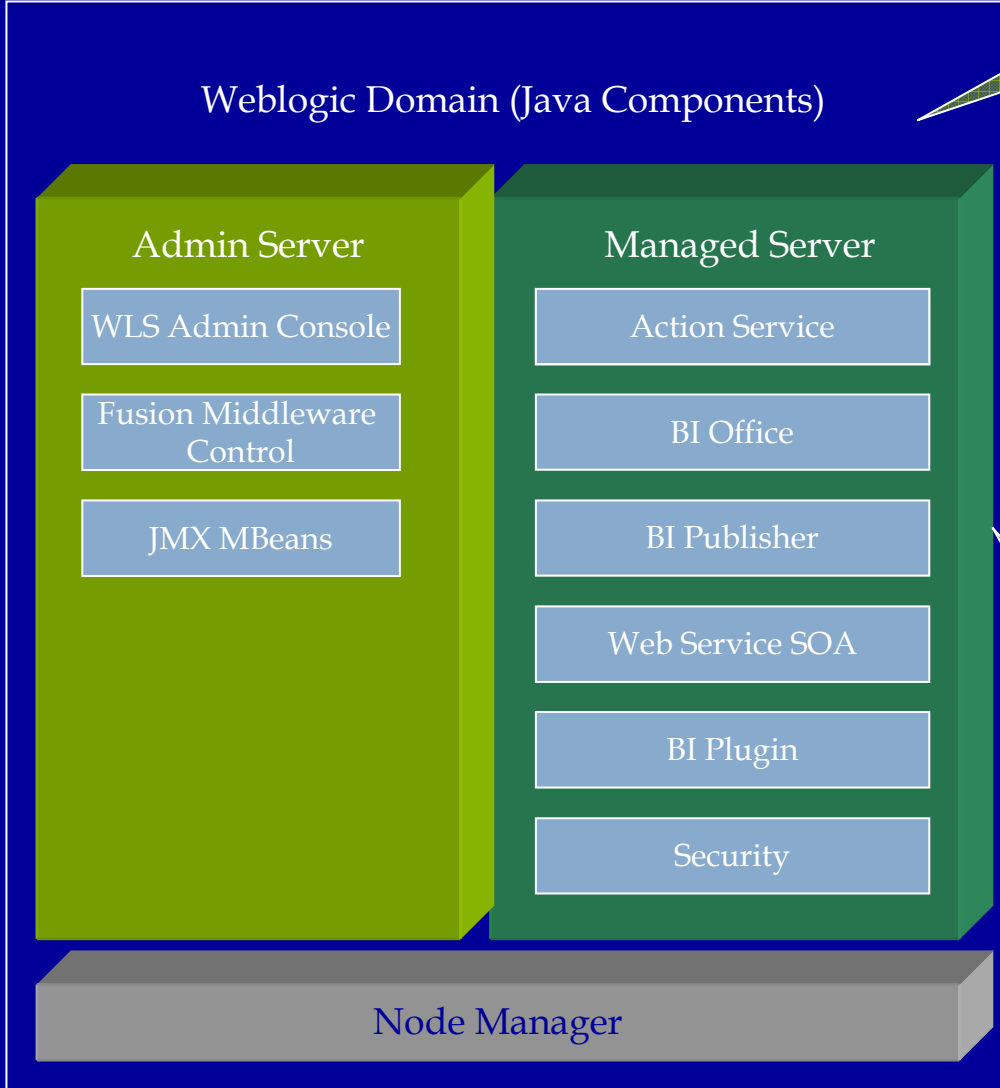 Weblogic Domain (Java Components)
Admin Server
WLS Admin Console
Fusion Middleware
Control
JMX MBeans
Managed Server
Action Service
BI Office
BI Publisher
Web Service SOA
BI Plugin
Security
Node Manager